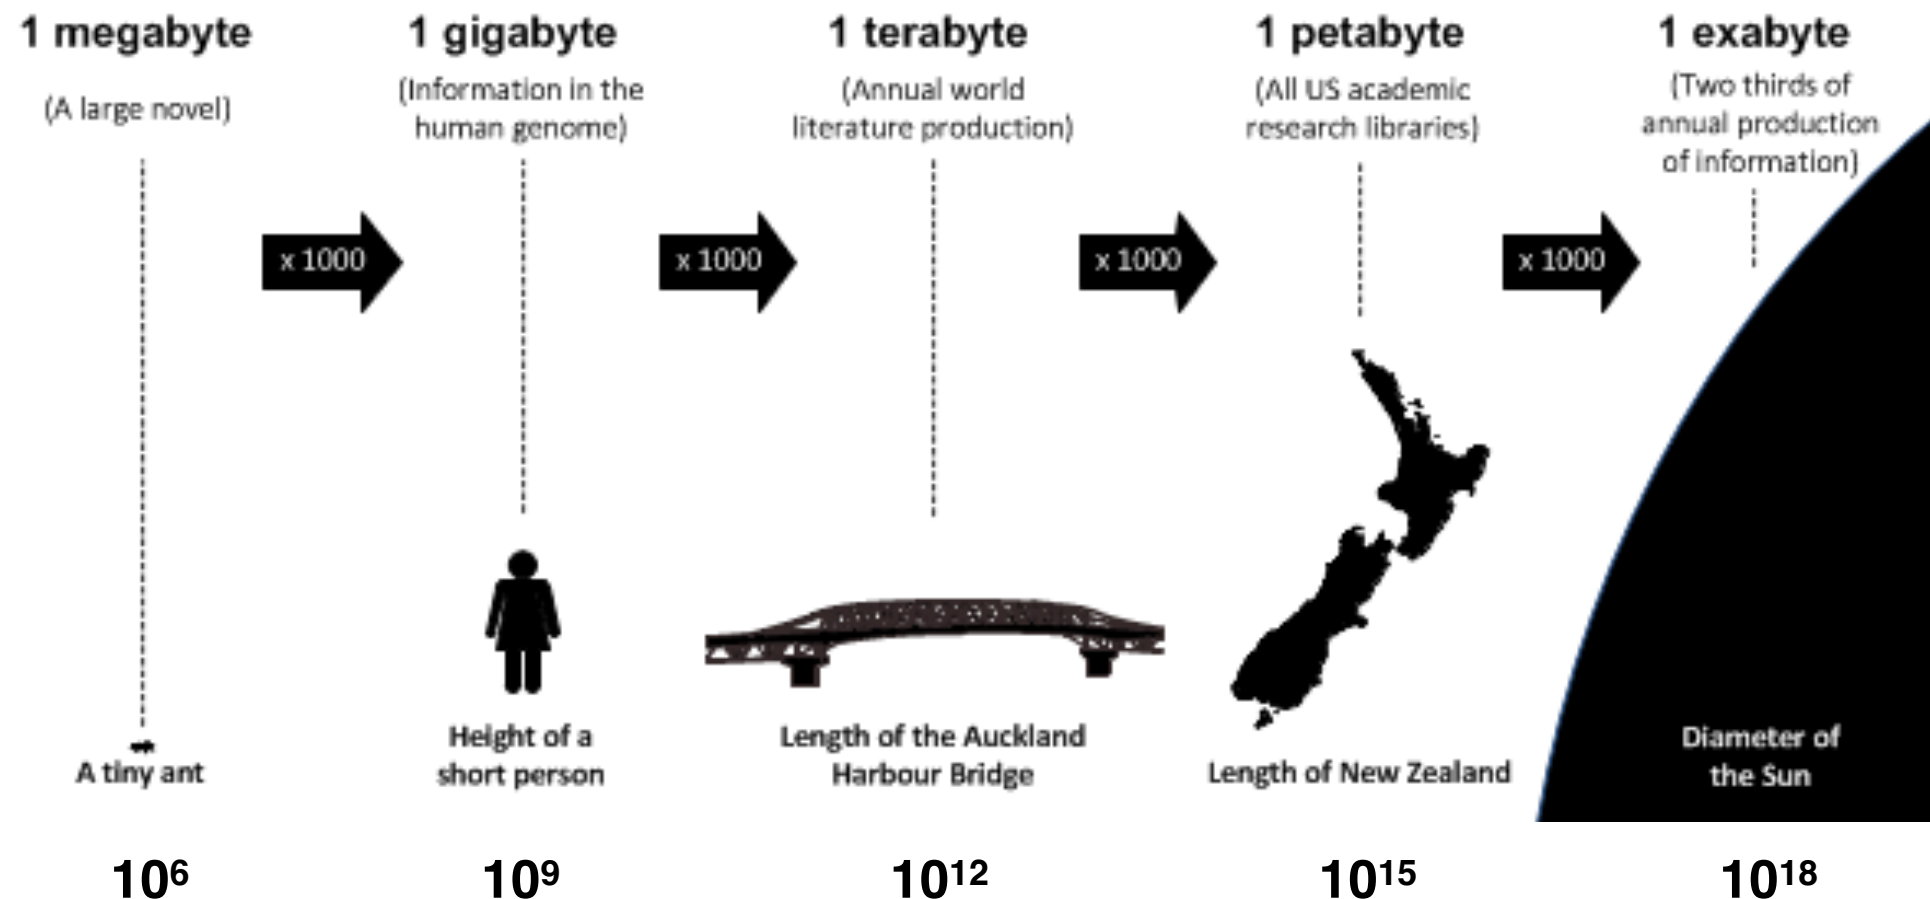 1 megabyte
(A large novel)
1 gigabyte
(Information in the
human genome)
1 terabyte
(Annual world
literature production)
1 petabyte
(All US academic
research libraries)
1 exabyte
(Two thirds of
annual production
of information)
x 1000
x 1000
x 1000
x 1000
A tiny ant
Height of a
short person
Length of the Auckland
Harbour Bridge
Length of New Zealand
Diameter of
the Sun
10⁶
10⁹
10¹²
10¹⁵
10¹⁸